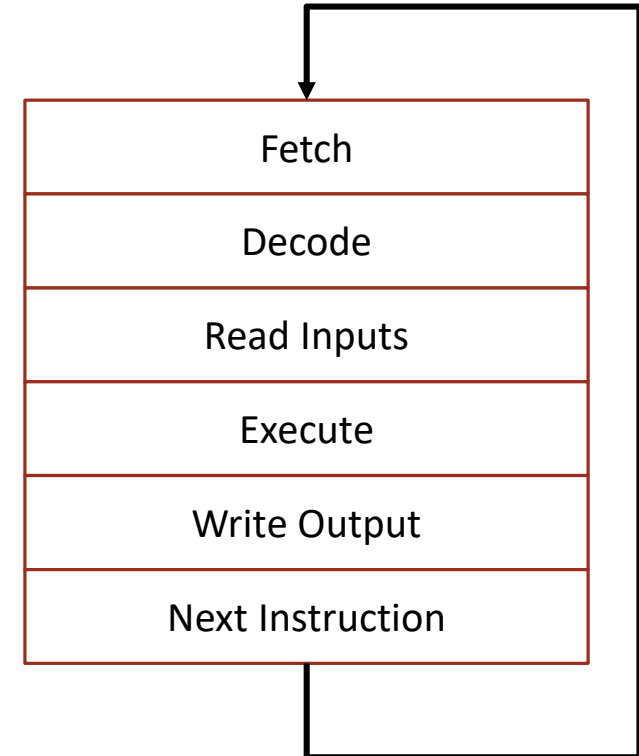 Fetch
Decode
Read Inputs
Execute
Write Output
Next Instruction